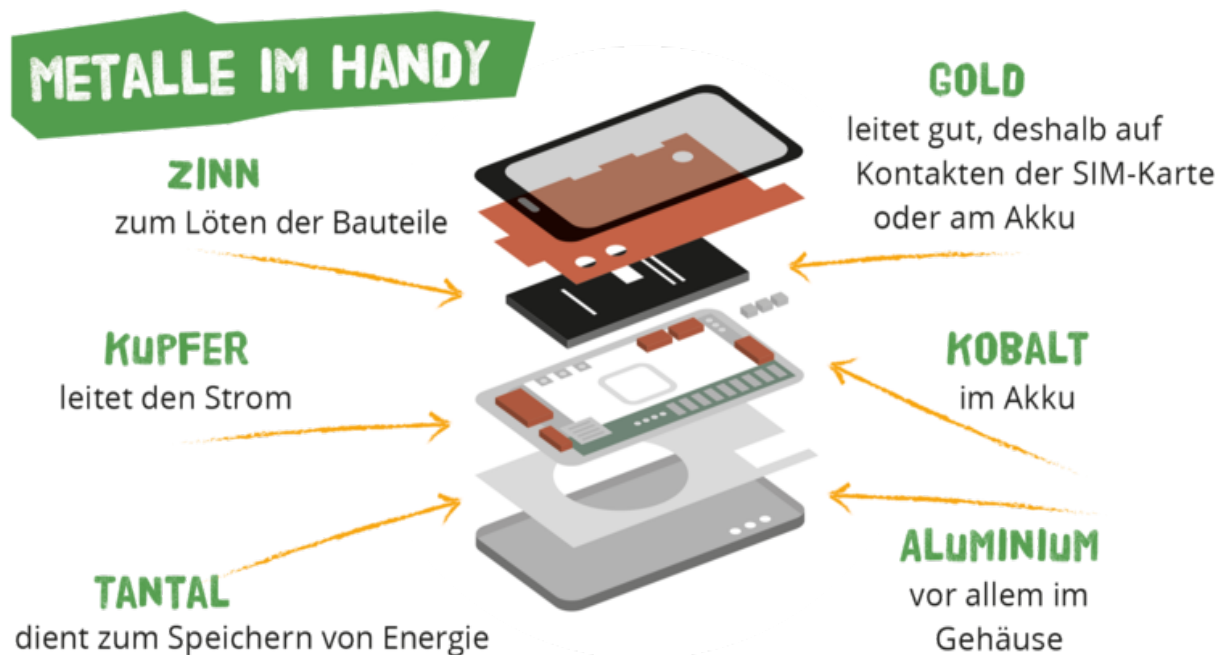 METALLE IM HANDY
ZINN
zum Löten der Bauteile
KUPFER
leitet den Strom
TANTAL
dient zum Speichern von Energie
GOLD
leitet gut, deshalb auf
Kontakten der SIM-Karte
oder am Akku
KOBALT
im Akku
ALUMINIUM
vor allem im
Gehäuse